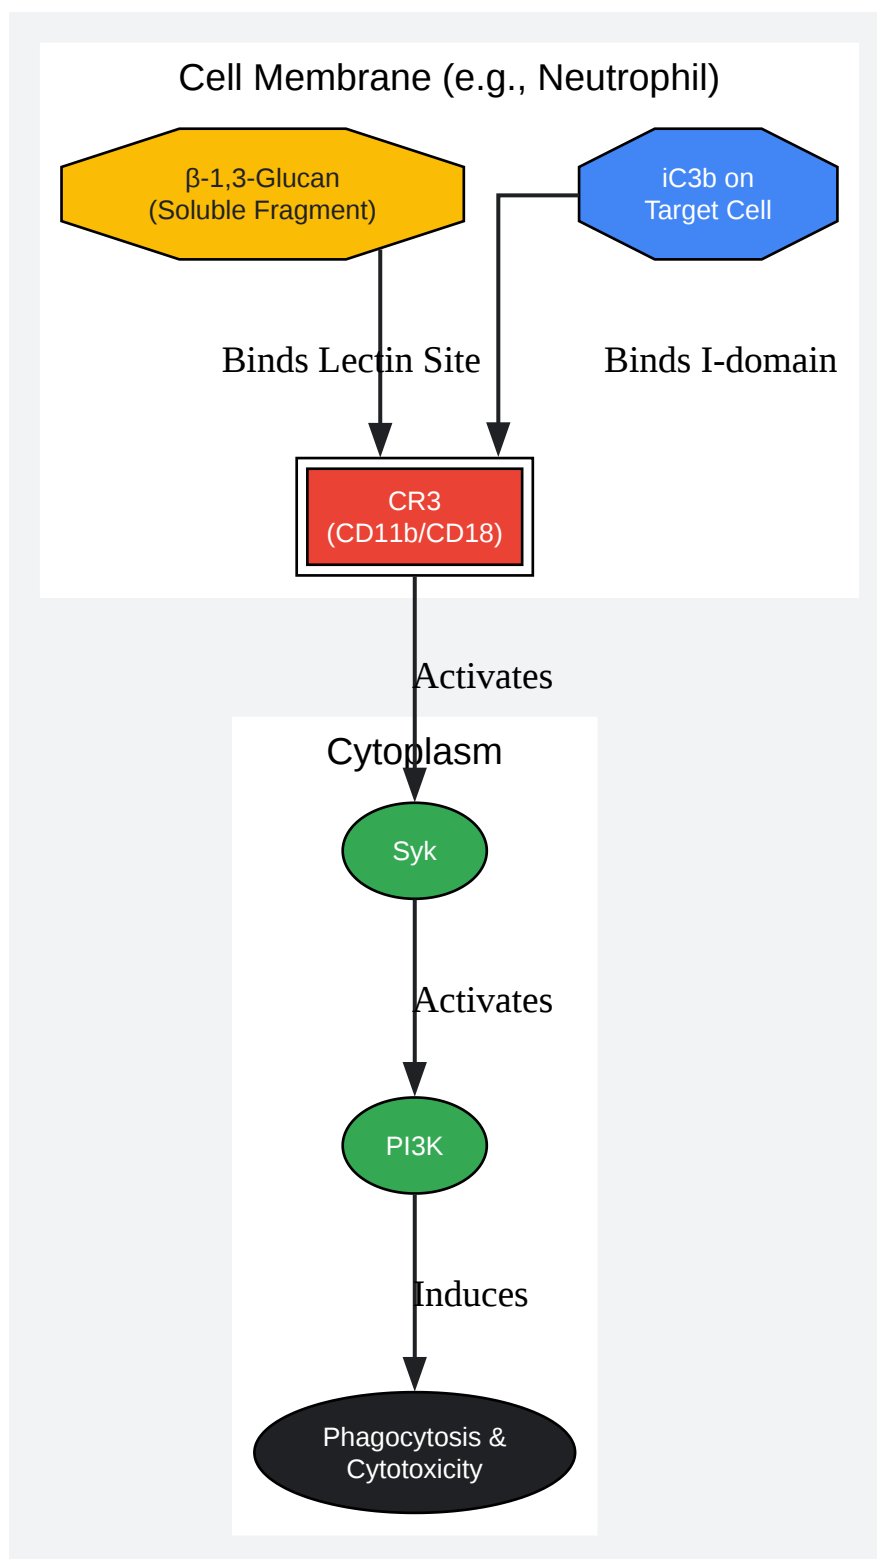 Cell Membrane (e.g., Neutrophil)
β-1,3-Glucan
(Soluble Fragment)
iC3b on
Target Cell
Binds Lectin Site
Binds I-domain
CR3
(CD11b/CD18)
Activates
Cytoplasm
Syk
Activates
PI3K
Induces
Phagocytosis &
Cytotoxicity